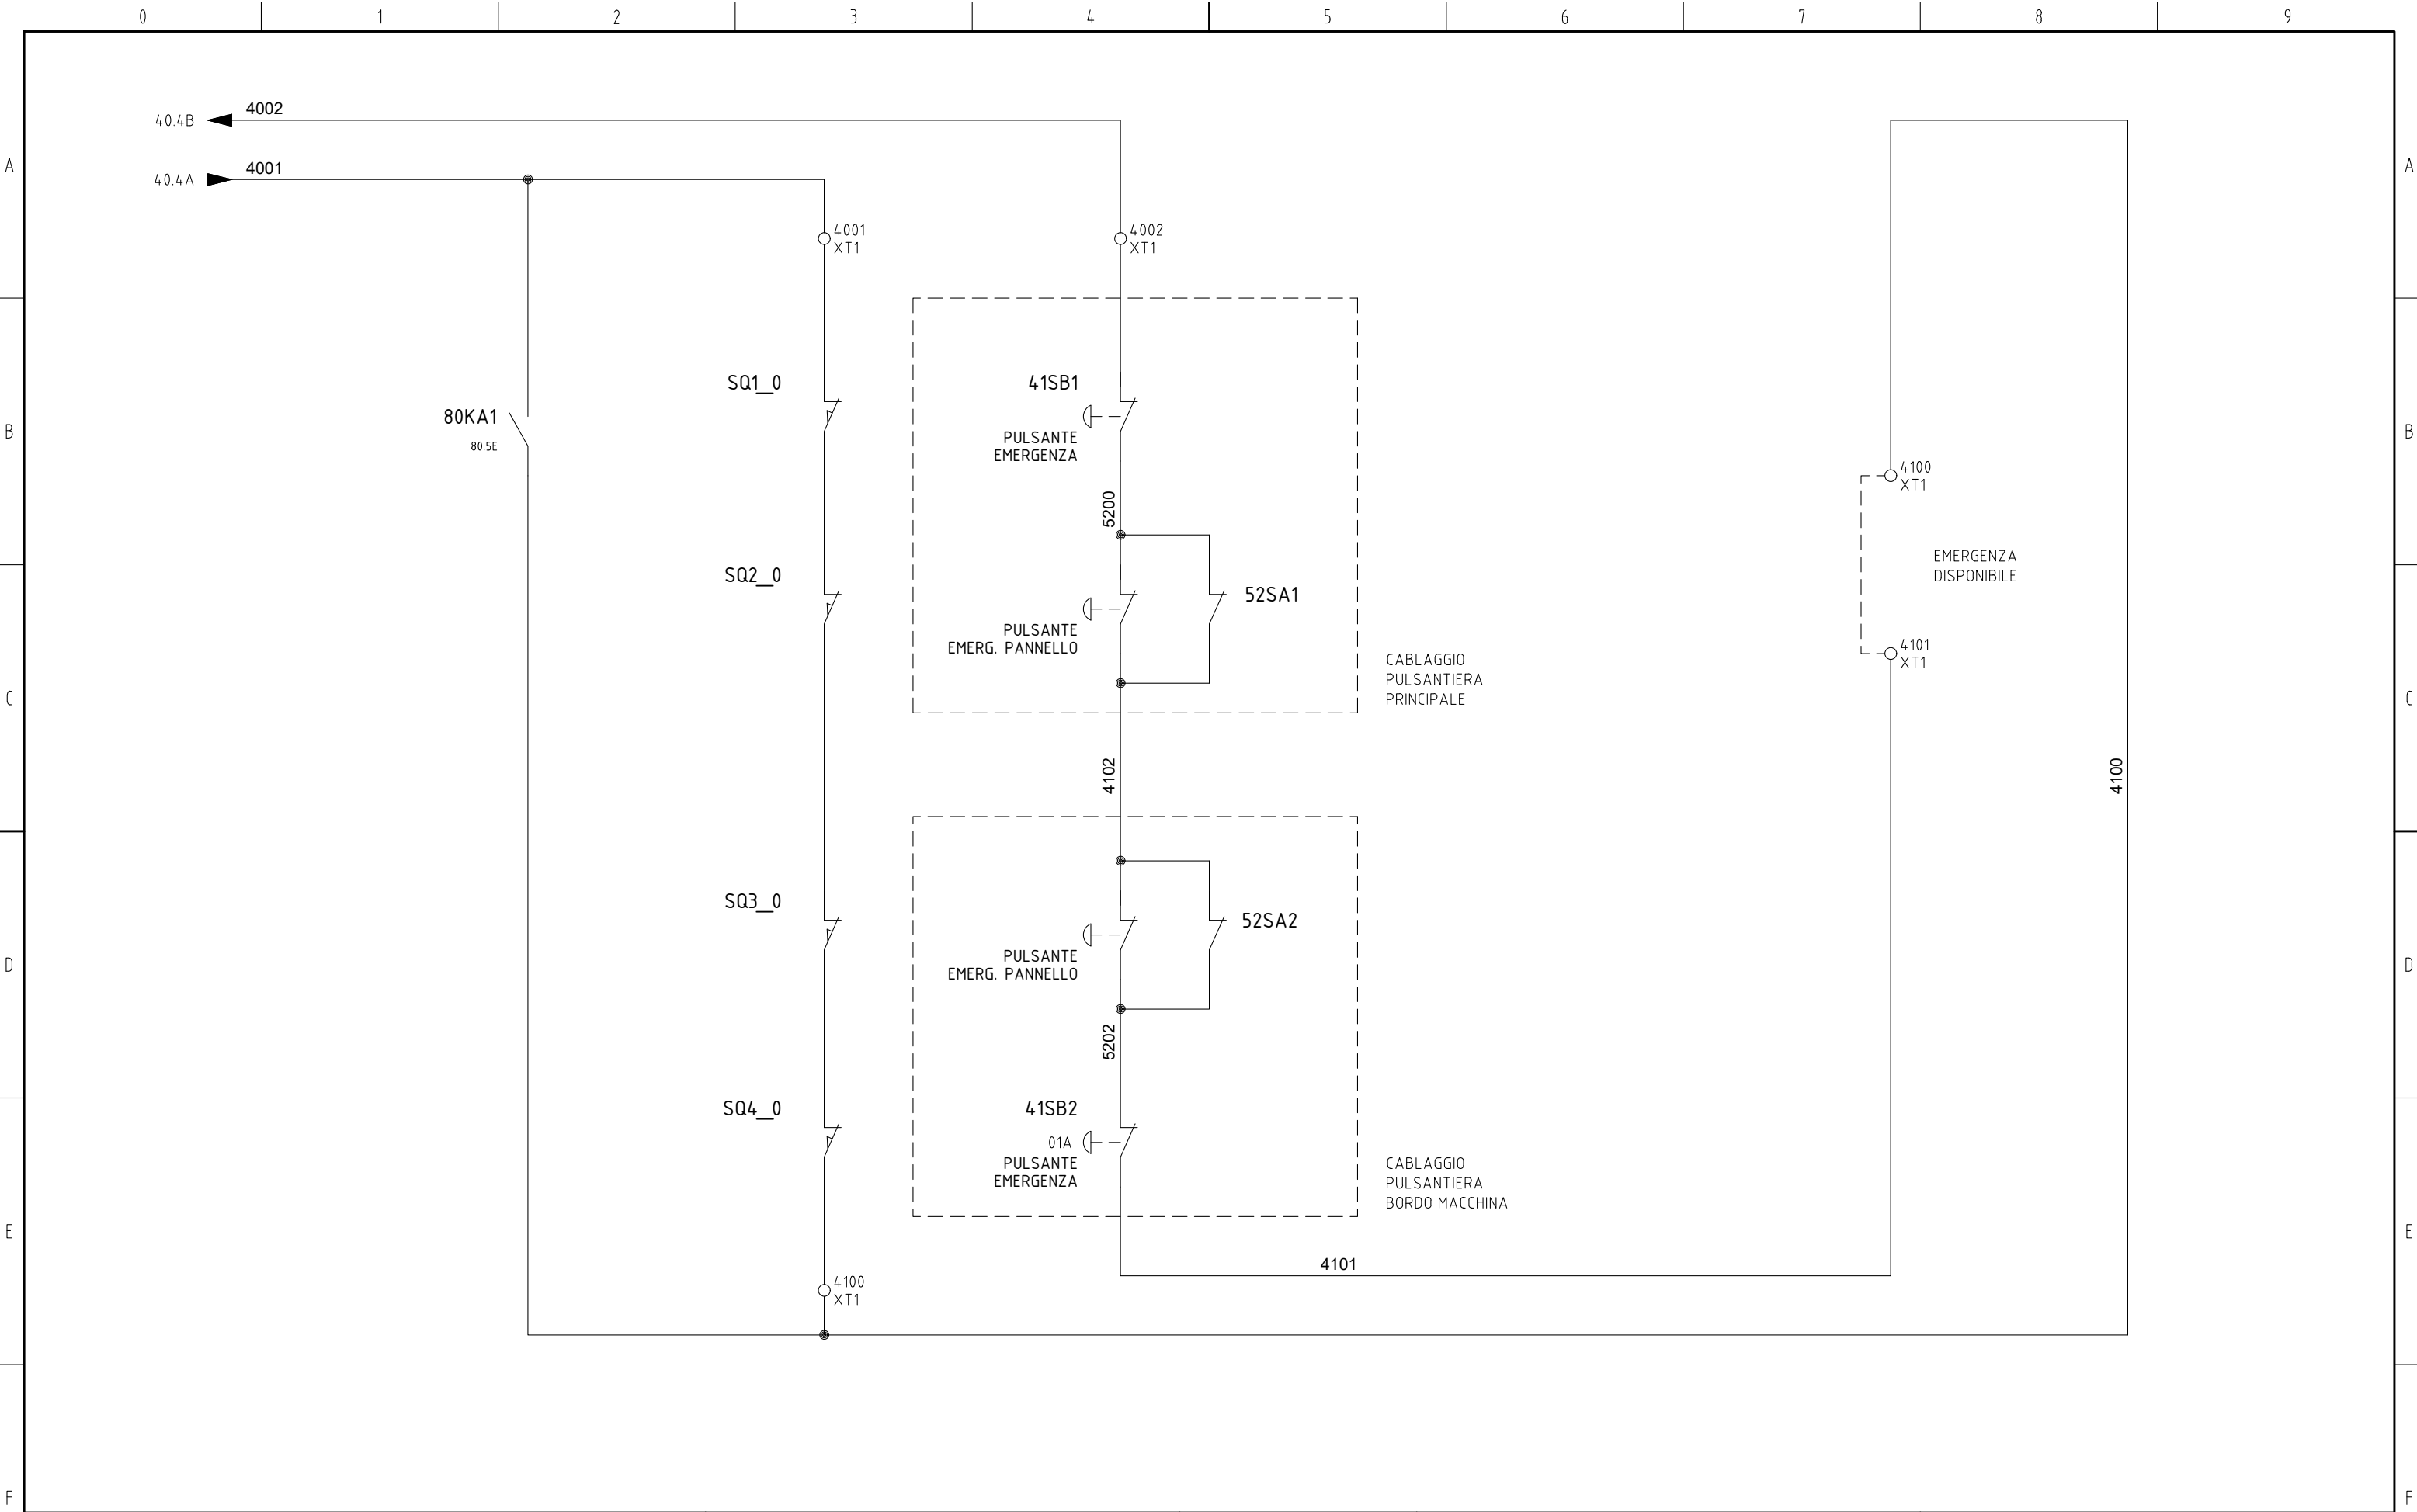 0 1 2 3 4 5 6 7 8 9
4002
40.4B
A A
4001
40.4A
4001
XT1
4002
XT1
SQ1_0
41SB1
80KA1
80.5E
B B
PULSANTE
EMERGENZA
4100
XT1
5200
EMERGENZA
DISPONIBILE
SQ2_0
52SA1
PULSANTE
EMERG. PANNELLO
4101
XT1
CABLAGGIO
PULSANTIERA
PRINCIPALE
C C
4102
4100
SQ3_0
52SA2
PULSANTE
EMERG. PANNELLO
D D
5202
SQ4_0
41SB2
01A
PULSANTE
EMERGENZA
CABLAGGIO
PULSANTIERA
BORDO MACCHINA
E E
4101
4100
XT1
F F